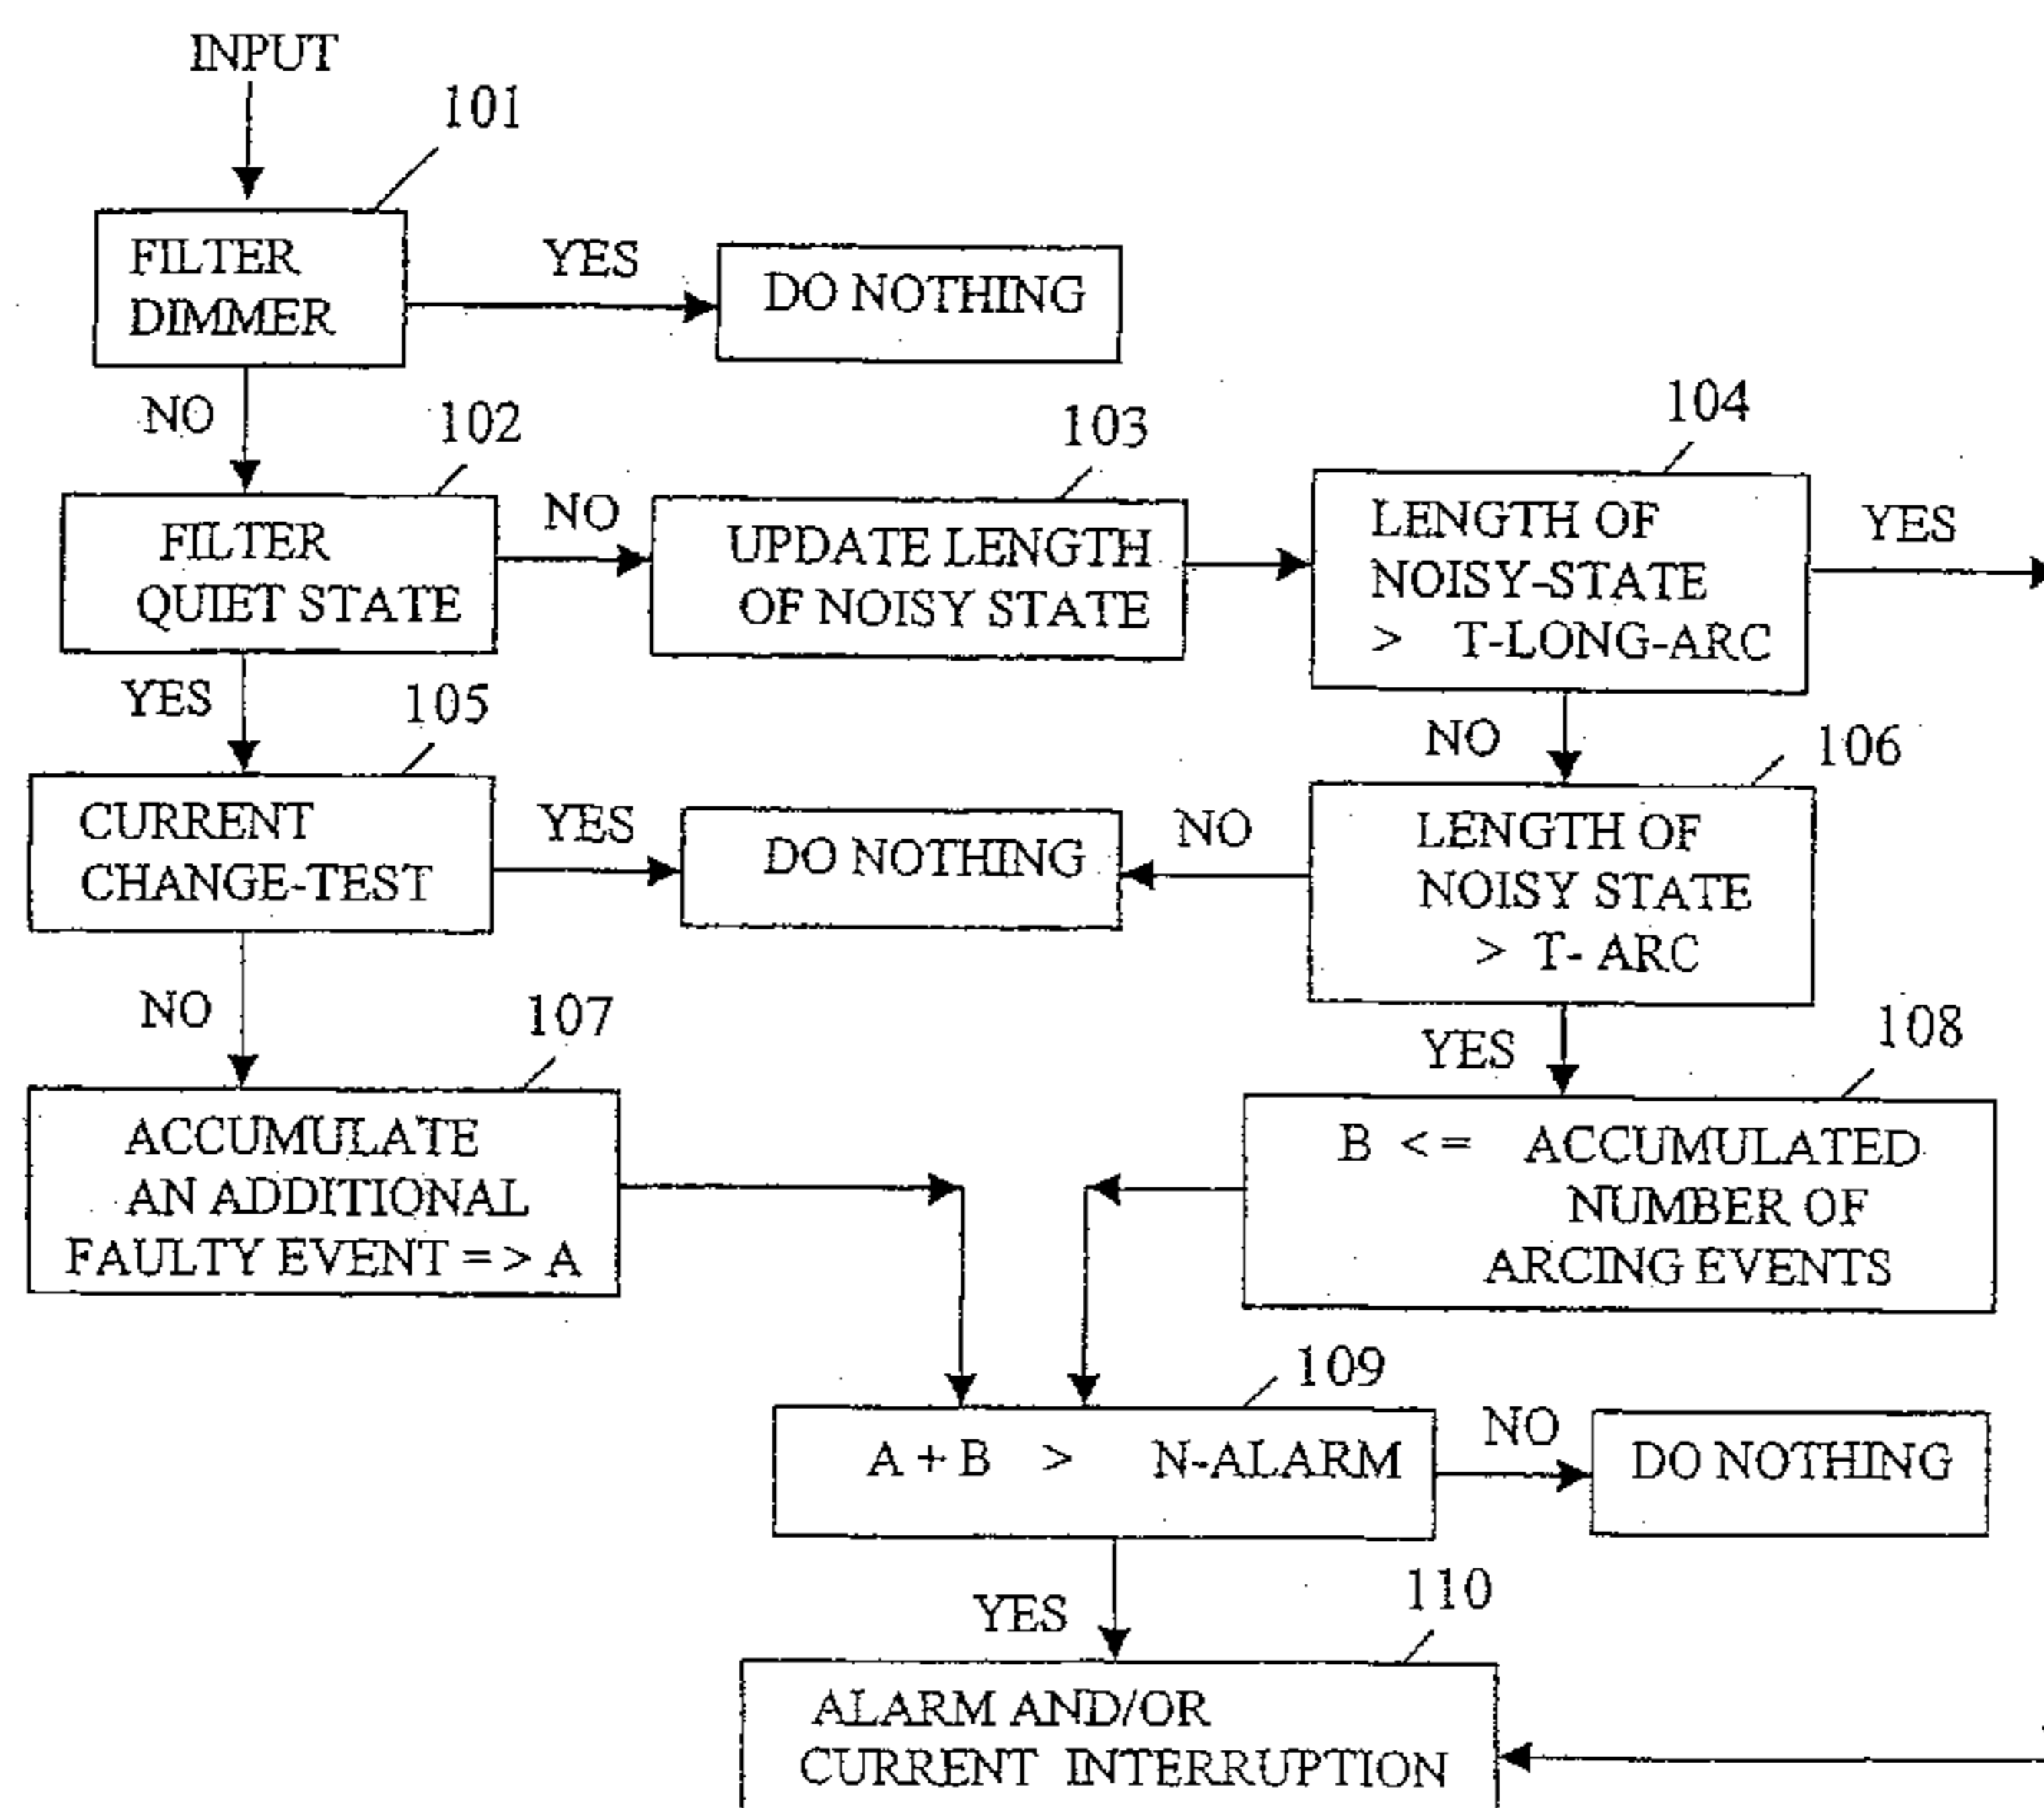 INPUT
101
FILTER
DIMMER
YES
DO NOTHING
NO
102
FILTER
QUIET STATE
NO
103
UPDATE LENGTH
OF NOISY STATE
104
LENGTH OF
NOISY-STATE
> T-LONG-ARC
YES
YES
105
CURRENT
CHANGE-TEST
YES
DO NOTHING
NO
NO
106
LENGTH OF
NOISY STATE
> T- ARC
NO
107
ACCUMULATE
AN ADDITIONAL
FAULTY EVENT = > A
YES
108
B < = ACCUMULATED
NUMBER OF
ARCING EVENTS
109
A + B > N-ALARM
NO
DO NOTHING
YES
110
ALARM AND/OR
CURRENT INTERRUPTION